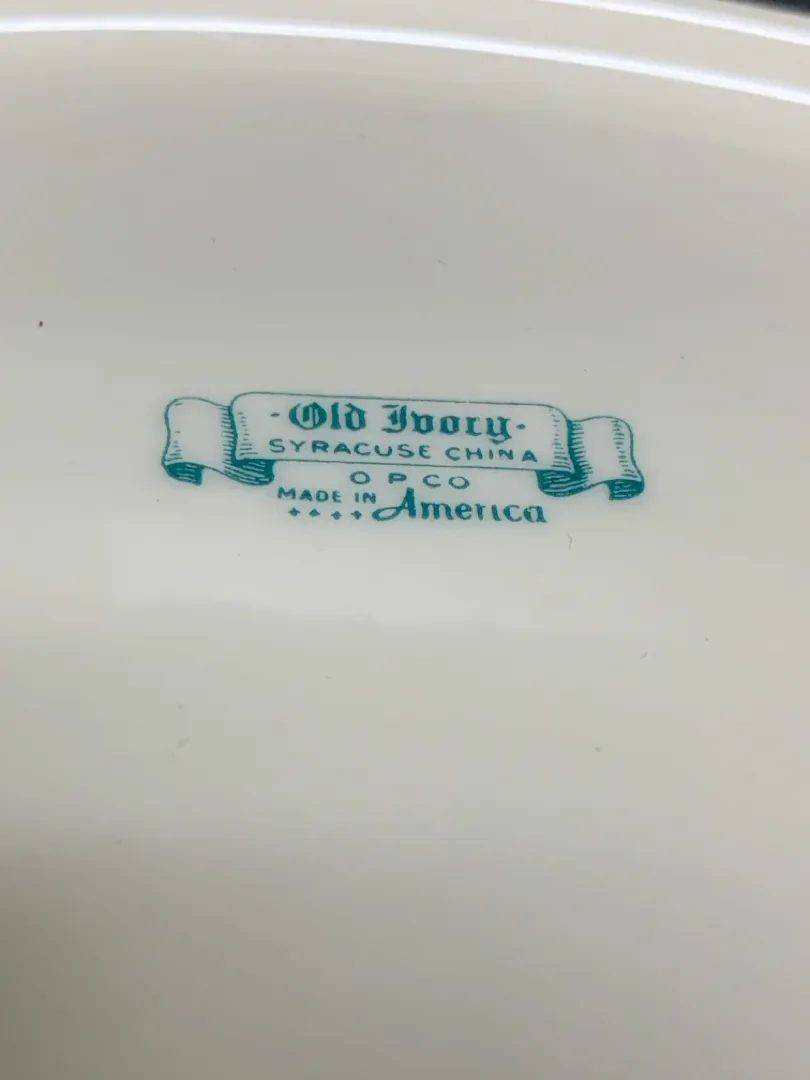 · Old Ivory ·
SYRACUSE CHINA
O P CO
MADE IN America